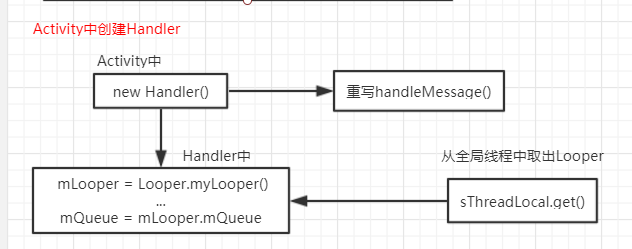 Activity中创建Handler
Activity中
new Handler()
重写handleMessage()
Handler中
从全局线程中取出Looper
mLooper = Looper.myLooper()
...
mQueue = mLooper.mQueue
sThreadLocal.get()